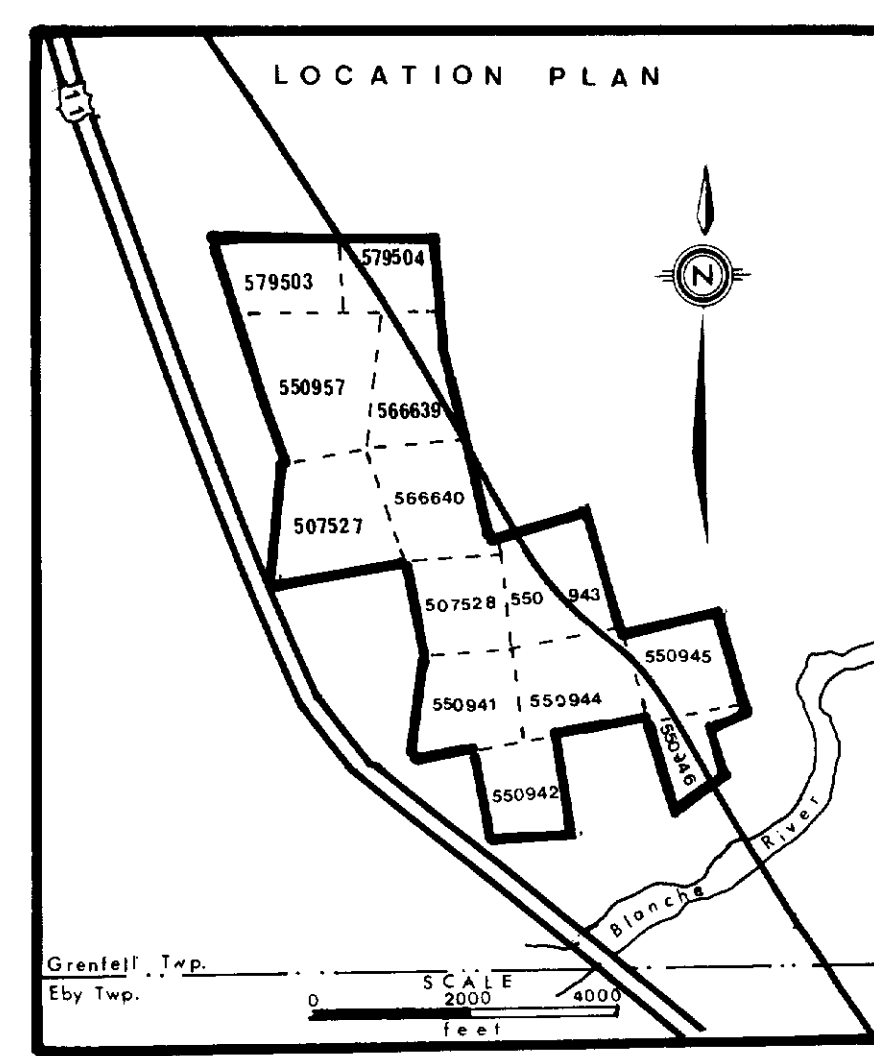 LOCATION PLAN
11
N
579503
579504
550957
566639
566640
507527
507528
550 943
550945
550941
550944
550946
550942
Blanche River
Grenfell Twp.
Eby Twp.
SCALE
0 2000 4000
feet